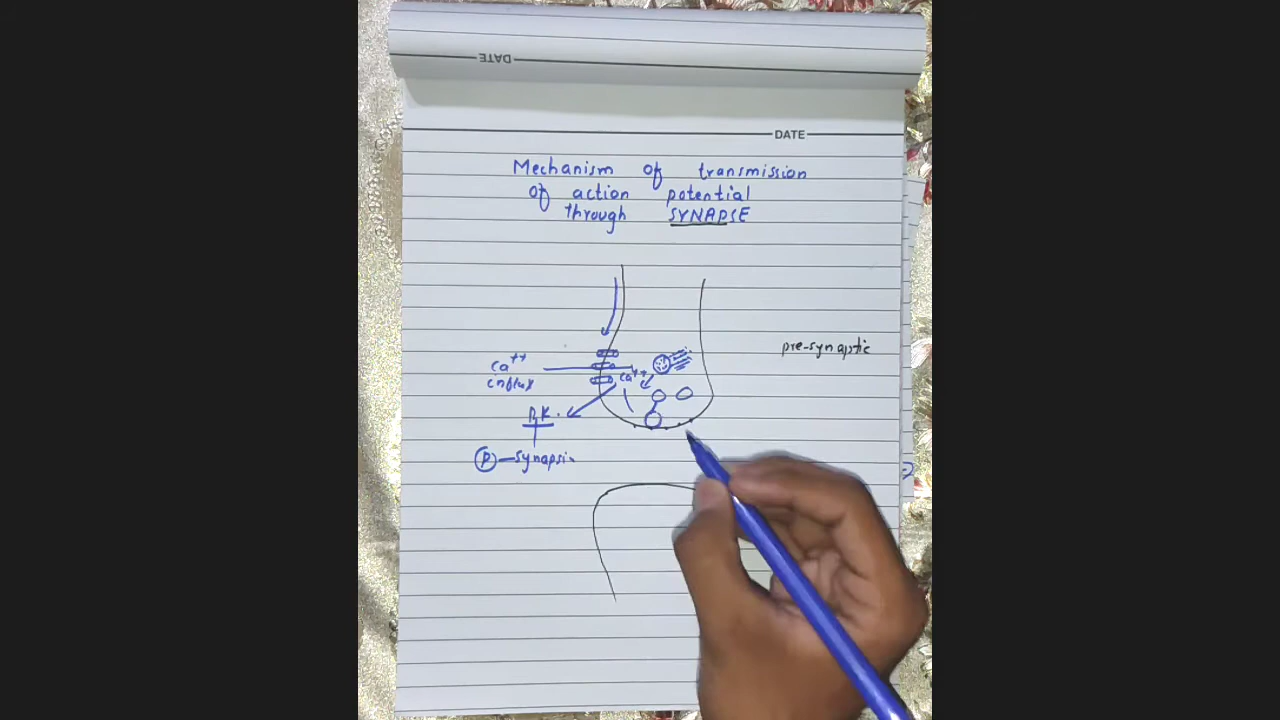 DATE
DATE
Mechanism of transmission
of action potential
through SYNAPSE
pre-synaptic
Ca++
influx
Ca++
P.K.
P — synapsin